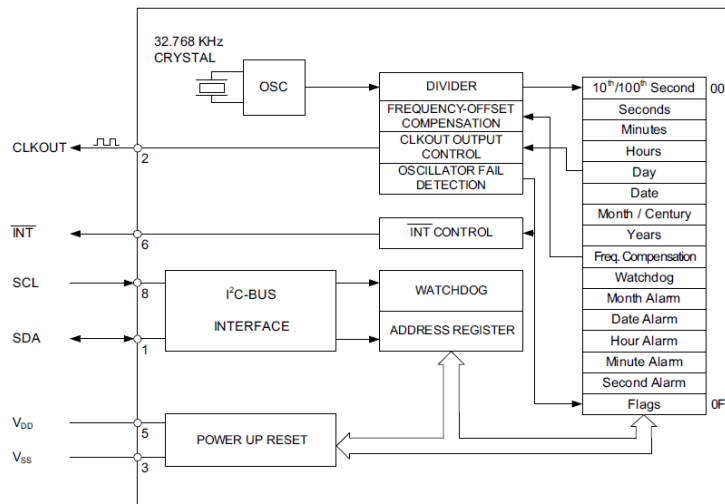 32.768 KHz
CRYSTAL
OSC
DIVIDER
FREQUENCY-OFFSET
COMPENSATION
CLKOUT OUTPUT
CONTROL
OSCILLATOR FAIL
DETECTION
CLKOUT
2
INT
6
INT CONTROL
SCL
8
SDA
1
I²C-BUS
INTERFACE
WATCHDOG
ADDRESS REGISTER
VDD
5
VSS
3
POWER UP RESET
10th/100th Second
00
Seconds
Minutes
Hours
Day
Date
Month / Century
Years
Freq. Compensation
Watchdog
Month Alarm
Date Alarm
Hour Alarm
Minute Alarm
Second Alarm
Flags
0F